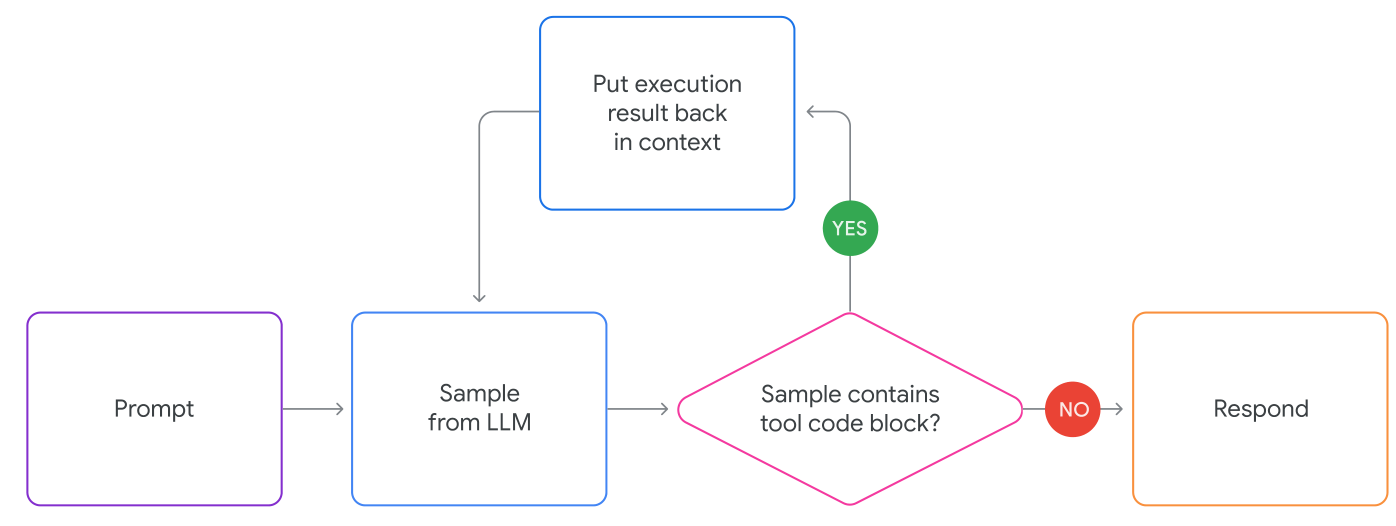 Put execution
result back
in context
YES
Prompt
Sample
from LLM
Sample contains
tool code block?
NO
Respond